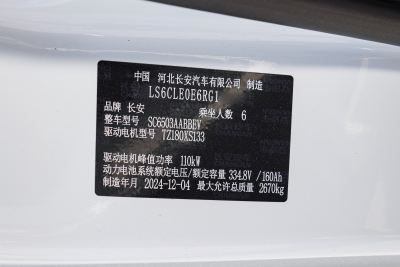 中国 河北长安汽车有限公司 制造
LS6CLE0E6RG1
品牌 长安 乘坐人数 6
整车型号 SC6503AABBEV
驱动电机型号 TZ180XS133
驱动电机峰值功率 110kW
动力电池系统额定电压/额定容量 334.8V /160Ah
制造年月 2024-12-04 最大允许总质量 2670kg